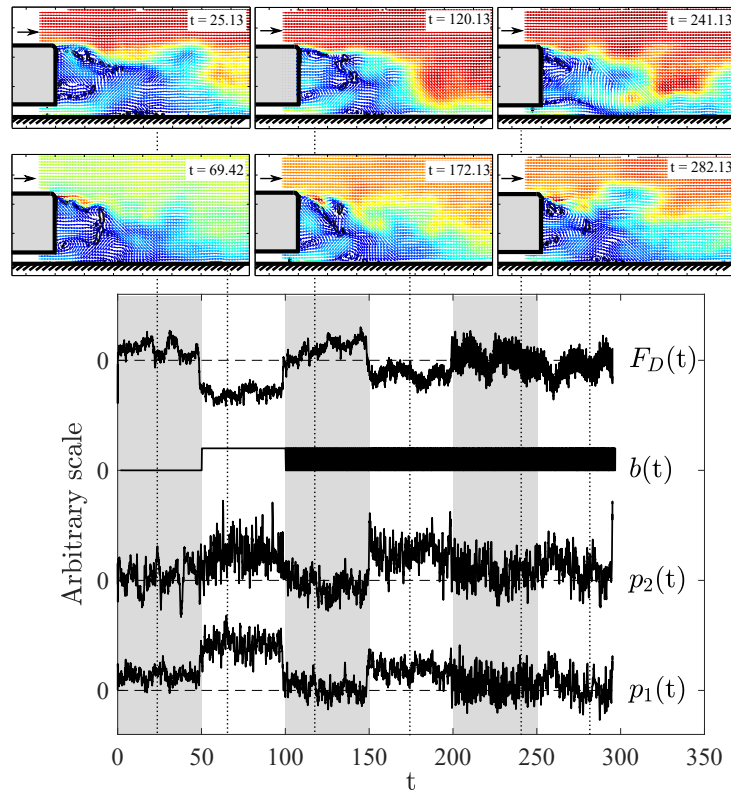 t = 25.13
t = 120.13
t = 241.13
t = 69.42
t = 172.13
t = 282.13
Arbitrary scale
0
F_D(t)
0
b(t)
0
p_2(t)
0
p_1(t)
0 50 100 150 200 250 300 350
t